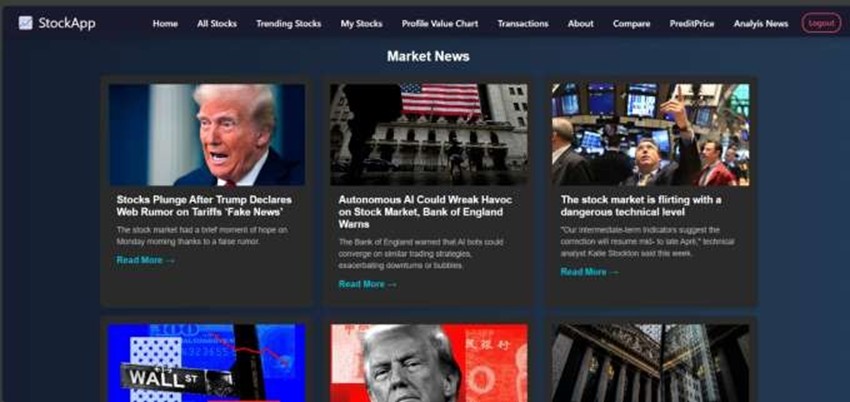 StockApp
Home
All Stocks
Trending Stocks
My Stocks
Profile Value Chart
Transactions
About
Compare
PreditPrice
Analyis News
Logout
Market News
Stocks Plunge After Trump Declares
Web Rumor on Tariffs 'Fake News'
The stock market had a brief moment of hope on
Monday morning thanks to a false rumor.
Read More →
Autonomous AI Could Wreak Havoc
on Stock Market, Bank of England
Warns
The Bank of England warned that AI bots could
converge on similar trading strategies,
exacerbating downturns or bubbles.
Read More →
The stock market is flirting with a
dangerous technical level
"Our intermediate-term indicators suggest the
correction will resume mid- to late April," technical
analyst Katie Stockton said this week.
Read More →
100
WALL ST